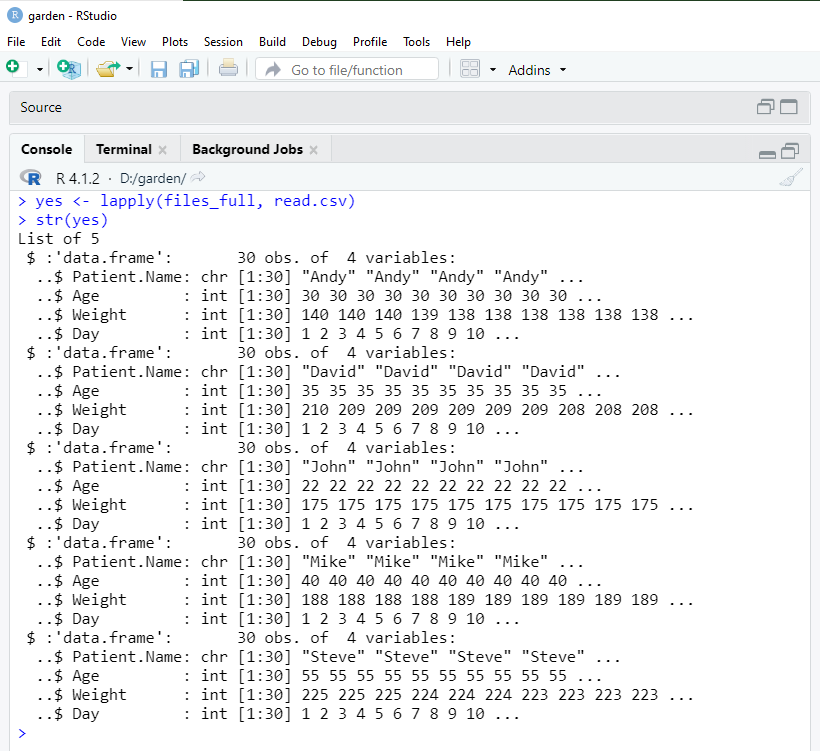 garden - RStudio
File Edit Code View Plots Session Build Debug Profile Tools Help
Go to file/function Addins
Source
Console Terminal Background Jobs
R 4.1.2 · D:/garden/
> yes <- lapply(files_full, read.csv)
> str(yes)
List of 5
 $ :'data.frame':	30 obs. of  4 variables:
  ..$ Patient.Name: chr [1:30] "Andy" "Andy" "Andy" "Andy" ...
  ..$ Age         : int [1:30] 30 30 30 30 30 30 30 30 30 30 ...
  ..$ Weight      : int [1:30] 140 140 140 139 138 138 138 138 138 138 ...
  ..$ Day         : int [1:30] 1 2 3 4 5 6 7 8 9 10 ...
 $ :'data.frame':	30 obs. of  4 variables:
  ..$ Patient.Name: chr [1:30] "David" "David" "David" "David" ...
  ..$ Age         : int [1:30] 35 35 35 35 35 35 35 35 35 35 ...
  ..$ Weight      : int [1:30] 210 209 209 209 209 209 209 208 208 208 ...
  ..$ Day         : int [1:30] 1 2 3 4 5 6 7 8 9 10 ...
 $ :'data.frame':	30 obs. of  4 variables:
  ..$ Patient.Name: chr [1:30] "John" "John" "John" "John" ...
  ..$ Age         : int [1:30] 22 22 22 22 22 22 22 22 22 22 ...
  ..$ Weight      : int [1:30] 175 175 175 175 175 175 175 175 175 175 ...
  ..$ Day         : int [1:30] 1 2 3 4 5 6 7 8 9 10 ...
 $ :'data.frame':	30 obs. of  4 variables:
  ..$ Patient.Name: chr [1:30] "Mike" "Mike" "Mike" "Mike" ...
  ..$ Age         : int [1:30] 40 40 40 40 40 40 40 40 40 40 ...
  ..$ Weight      : int [1:30] 188 188 188 188 189 189 189 189 189 189 ...
  ..$ Day         : int [1:30] 1 2 3 4 5 6 7 8 9 10 ...
 $ :'data.frame':	30 obs. of  4 variables:
  ..$ Patient.Name: chr [1:30] "Steve" "Steve" "Steve" "Steve" ...
  ..$ Age         : int [1:30] 55 55 55 55 55 55 55 55 55 55 ...
  ..$ Weight      : int [1:30] 225 225 225 224 224 224 223 223 223 223 ...
  ..$ Day         : int [1:30] 1 2 3 4 5 6 7 8 9 10 ...
>